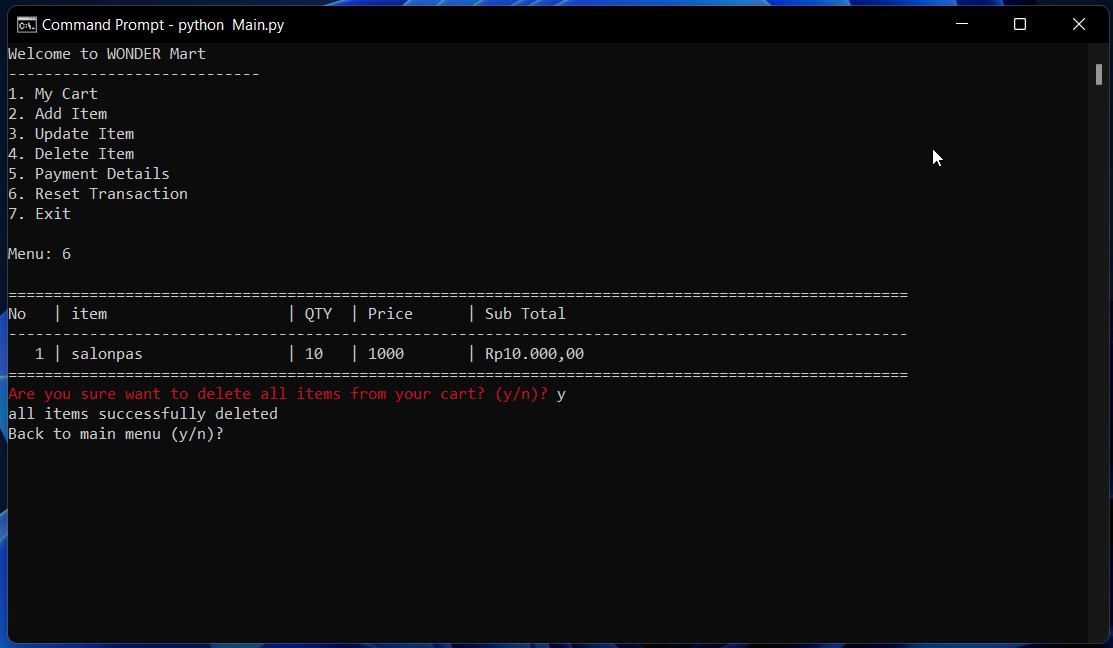 Command Prompt - python  Main.py
Welcome to WONDER Mart
----------------------------
1. My Cart
2. Add Item
3. Update Item
4. Delete Item
5. Payment Details
6. Reset Transaction
7. Exit
Menu: 6
====================================================================================================
No   | item                    | QTY  | Price      | Sub Total
----------------------------------------------------------------------------------------------------
   1 | salonpas                | 10   | 1000       | Rp10.000,00
====================================================================================================
Are you sure want to delete all items from your cart? (y/n)? y
all items successfully deleted
Back to main menu (y/n)?